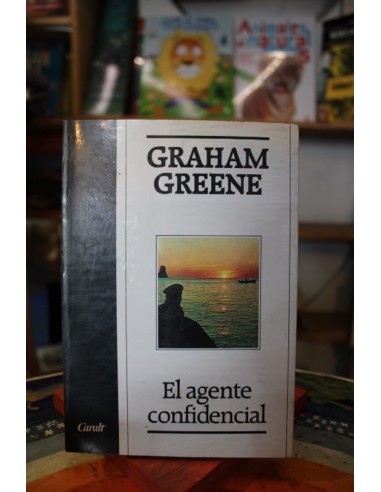 GRAHAM
GREENE
El agente
confidencial
Caralt